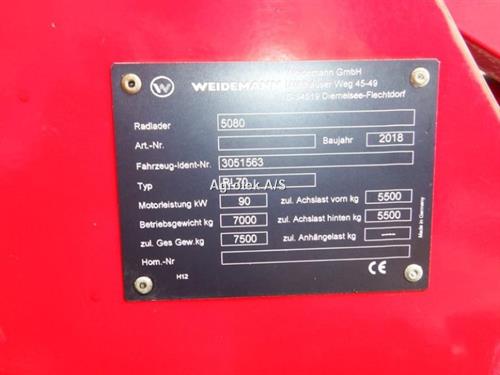 WEIDEMANN
Weidemann GmbH
Mühlhäuser Weg 45-49
34519 Diemelsee-Flechtdorf
Radlader 5080
Art.-Nr. Baujahr 2018
Fahrzeug-Ident-Nr. 3051563
Typ RL70
Agrotek A/S
Motorleistung kW 90 zul. Achslast vorn kg 5500
Betriebsgewicht kg 7000 zul. Achslast hinten kg 5500
zul. Ges Gew.kg 7500 zul. Anhängelast kg ----
Hom.-Nr
H12 CE
Made in Germany